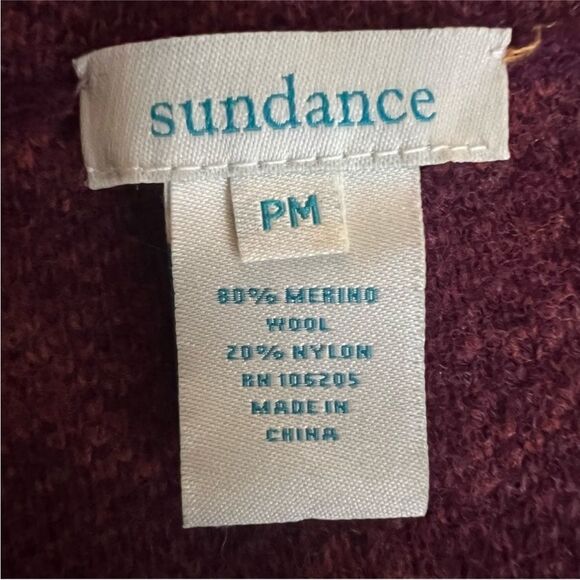 sundance
PM
80% MERINO
WOOL
20% NYLON
RN 106205
MADE IN
CHINA